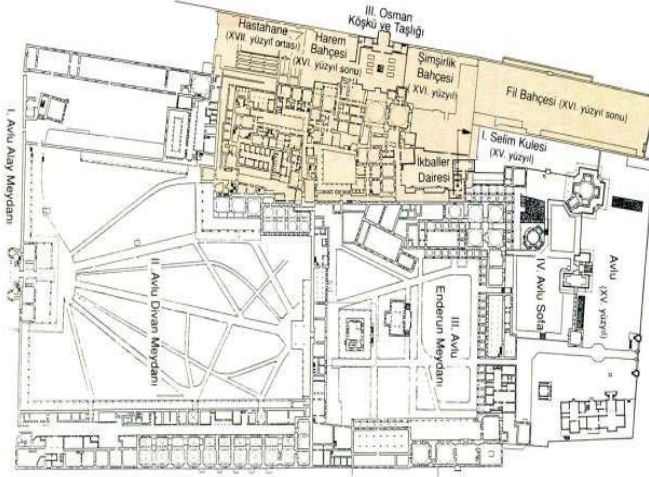 III. Osman
Köşkü ve Taşlığı
Hastahane
(XVII. yüzyıl ortası)
Harem
Bahçesi
(XVI. yüzyıl sonu)
Şimşirlik
Bahçesi
(XVI. yüzyıl)
Fil Bahçesi (XVI. yüzyıl sonu)
I. Selim Kulesi
(XV. yüzyıl)
İkballer
Dairesi
I. Avlu Alay Meydanı
II. Avlu Divan Meydanı
III. Avlu
Enderun Meydanı
IV. Avlu Sofa
Avlu
(XV. yüzyıl)